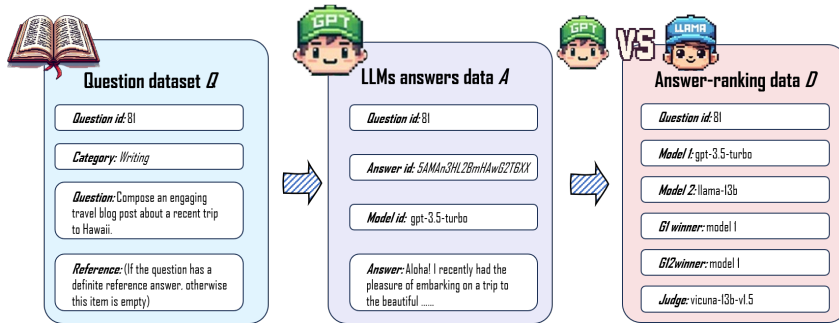 GPT
GPT
VS
LLAMA
Question dataset Q
Question id: 81
Category: Writing
Question: Compose an engaging
travel blog post about a recent trip
to Hawaii.
Reference: (If the question has a
definite reference answer, otherwise
this item is empty)
LLMs answers data A
Question id: 81
Answer id: 5AMAn3HL2BmHAwG2T6XX
Model id: gpt-3.5-turbo
Answer: Aloha! I recently had the
pleasure of embarking on a trip to
the beautiful ......
Answer-ranking data D
Question id: 81
Model 1: gpt-3.5-turbo
Model 2: llama-13b
G1 winner: model 1
G12winner: model 1
Judge: vicuna-13b-v1.5